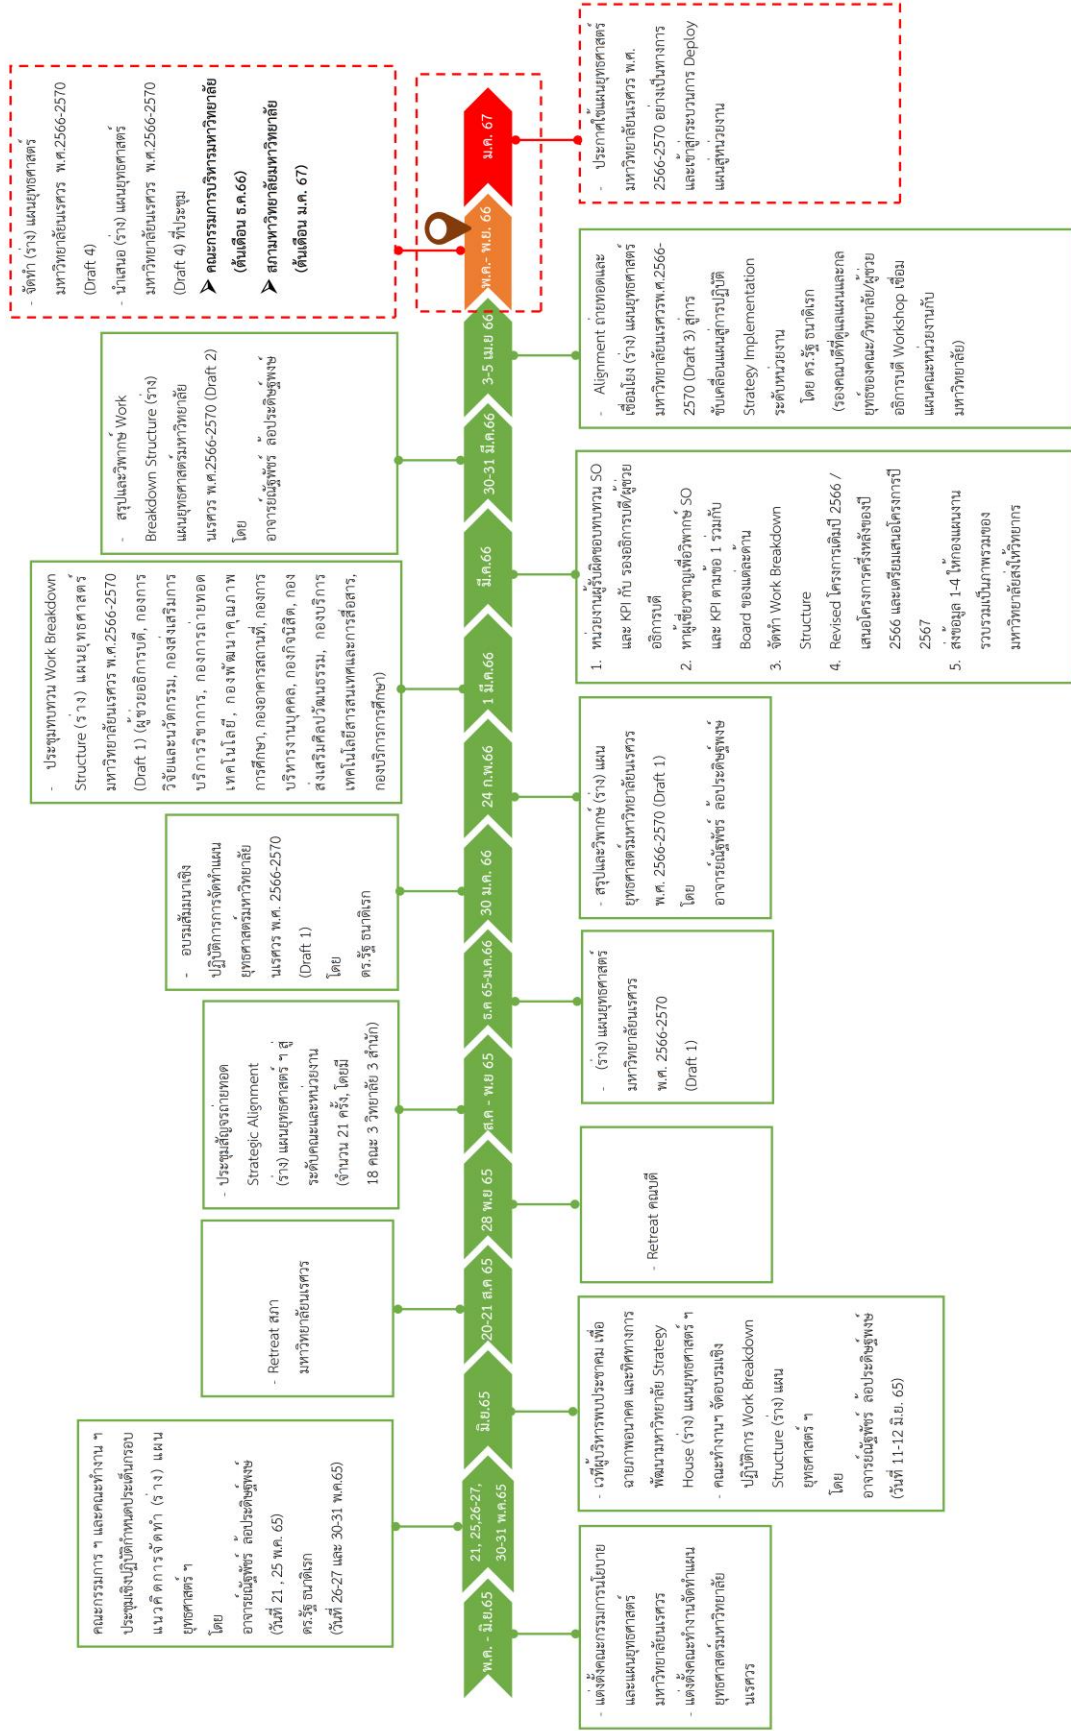 พ.ค. - มิ.ย.65
- แต่งตั้งคณะกรรมการนโยบาย
และแผนยุทธศาสตร์
มหาวิทยาลัยนเรศวร
- แต่งตั้งคณะทำงานจัดทำแผน
ยุทธศาสตร์มหาวิทยาลัย
นเรศวร
21, 25,26-27,
30-31 พ.ค.65
คณะกรรมการ ฯ และคณะทำงาน ฯ
ประชุมเชิงปฏิบัติกำหนดประเด็นกรอบ
แนวคิดการจัดทำ (ร่าง) แผน
ยุทธศาสตร์ ฯ
โดย
อาจารย์ณัฐพัชร์ ล้อประดิษฐ์พงษ์
(วันที่ 21 , 25 พ.ค. 65)
ดร.รัฐ ธนาดิเรก
(วันที่ 26-27 และ 30-31 พ.ค.65)
มิ.ย.65
- เวทีผู้บริหารพบประชาคม เพื่อ
ฉายภาพอนาคต และทิศทางการ
พัฒนามหาวิทยาลัย Strategy
House (ร่าง) แผนยุทธศาสตร์ ฯ
- คณะทำงานฯ จัดอบรมเชิง
ปฏิบัติการ Work Breakdown
Structure (ร่าง) แผน
ยุทธศาสตร์ ฯ
โดย
อาจารย์ณัฐพัชร์ ล้อประดิษฐ์พงษ์
(วันที่ 11-12 มิ.ย. 65)
20-21 ส.ค 65
- Retreat สภา
มหาวิทยาลัยนเรศวร
28 พ.ย 65
- Retreat คณบดี
ส.ค - พ.ย 65
- ประชุมสัญจรถ่ายทอด
Strategic Alignment
(ร่าง) แผนยุทธศาสตร์ ฯ สู่
ระดับคณะและหน่วยงาน
(จำนวน 21 ครั้ง, โดยมี
18 คณะ 3 วิทยาลัย 3 สำนัก)
ธ.ค 65-ม.ค.66
- (ร่าง) แผนยุทธศาสตร์
มหาวิทยาลัยนเรศวร
พ.ศ. 2566-2570
(Draft 1)
30 ม.ค. 66
- อบรมสัมมนาเชิง
ปฏิบัติการการจัดทำแผน
ยุทธศาสตร์มหาวิทยาลัย
นเรศวร พ.ศ. 2566-2570
(Draft 1)
โดย
ดร.รัฐ ธนาดิเรก
24 ก.พ.66
- สรุปและวิพากษ์ (ร่าง) แผน
ยุทธศาสตร์มหาวิทยาลัยนเรศวร
พ.ศ. 2566-2570 (Draft 1)
โดย
อาจารย์ณัฐพัชร์ ล้อประดิษฐ์พงษ์
1 มี.ค.66
- ประชุมทบทวน Work Breakdown
Structure (ร่าง) แผนยุทธศาสตร์
มหาวิทยาลัยนเรศวร พ.ศ.2566-2570
(Draft 1) (ผู้ช่วยอธิการบดี, กองการ
วิจัยและนวัตกรรม, กองส่งเสริมการ
บริการวิชาการ, กองการถ่ายทอด
เทคโนโลยี, กองพัฒนาคุณภาพ
การศึกษา, กองอาคารสถานที่, กองการ
บริหารงานบุคคล, กองกิจนิสิต, กอง
ส่งเสริมศิลปวัฒนธรรม, กองบริการ
เทคโนโลยีสารสนเทศและการสื่อสาร,
กองบริการการศึกษา)
มี.ค.66
1. หน่วยงานผู้รับผิดชอบทบทวน SO
และ KPI กับ รองอธิการบดี/ผู้ช่วย
อธิการบดี
2. หาผู้เชี่ยวชาญเพื่อวิพากษ์ SO
และ KPI ตามข้อ 1 ร่วมกับ
Board ของแต่ละด้าน
3. จัดทำ Work Breakdown
Structure
4. Revised โครงการเดิมปี 2566 /
เสนอโครงการครึ่งหลังของปี
2566 และเตรียมเสนอโครงการปี
2567
5. ส่งข้อมูล 1-4 ให้กองแผนงาน
รวบรวมเป็นภาพรวมของ
มหาวิทยาลัยส่งให้วิทยากร
30-31 มี.ค.66
- สรุปและวิพากษ์ Work
Breakdown Structure (ร่าง)
แผนยุทธศาสตร์มหาวิทยาลัย
นเรศวร พ.ศ.2566-2570 (Draft 2)
โดย
อาจารย์ณัฐพัชร์ ล้อประดิษฐ์พงษ์
3-5 เม.ย 66
- Alignment ถ่ายทอดและ
เชื่อมโยง (ร่าง) แผนยุทธศาสตร์
มหาวิทยาลัยนเรศวรพ.ศ.2566-
2570 (Draft 3) สู่การ
ขับเคลื่อนแผนสู่การปฏิบัติ
Strategy Implementation
ระดับหน่วยงาน
โดย ดร.รัฐ ธนาดิเรก
(รองคณบดีที่ดูแลแผนและกล
ยุทธ์ของคณะ/วิทยาลัย/ผู้ช่วย
อธิการบดี Workshop เชื่อม
แผนคณะหน่วยงานกับ
มหาวิทยาลัย)
พ.ค.- พ.ย. 66
- จัดทำ (ร่าง) แผนยุทธศาสตร์
มหาวิทยาลัยนเรศวร พ.ศ.2566-2570
(Draft 4)
- นำเสนอ (ร่าง) แผนยุทธศาสตร์
มหาวิทยาลัยนเรศวร พ.ศ.2566-2570
(Draft 4) ที่ประชุม
➤ คณะกรรมการบริหารมหาวิทยาลัย
(ต้นเดือน ธ.ค.66)
➤ สภามหาวิทยาลัยมหาวิทยาลัย
(ต้นเดือน ม.ค. 67)
ม.ค. 67
- ประกาศใช้แผนยุทธศาสตร์
มหาวิทยาลัยนเรศวร พ.ศ.
2566-2570 อย่างเป็นทางการ
และเข้าสู่กระบวนการ Deploy
แผนสู่หน่วยงาน